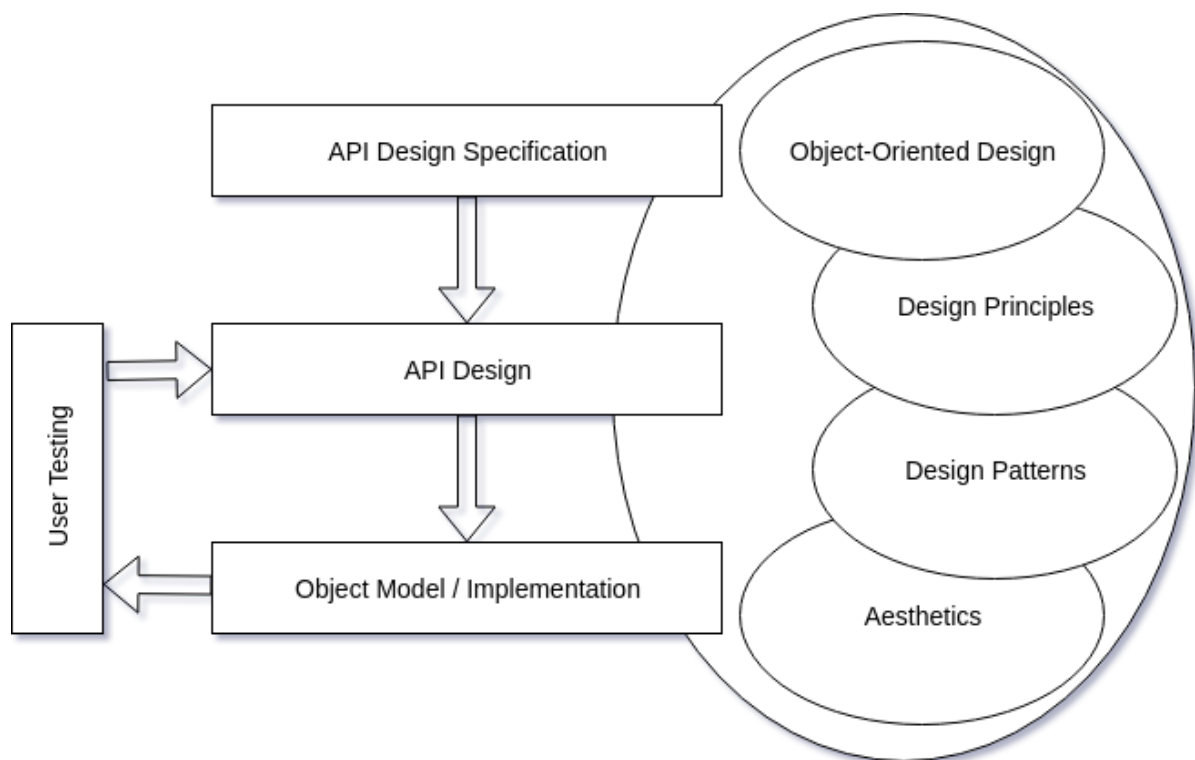 API Design Specification
Object-Oriented Design
Design Principles
API Design
User Testing
Design Patterns
Object Model / Implementation
Aesthetics